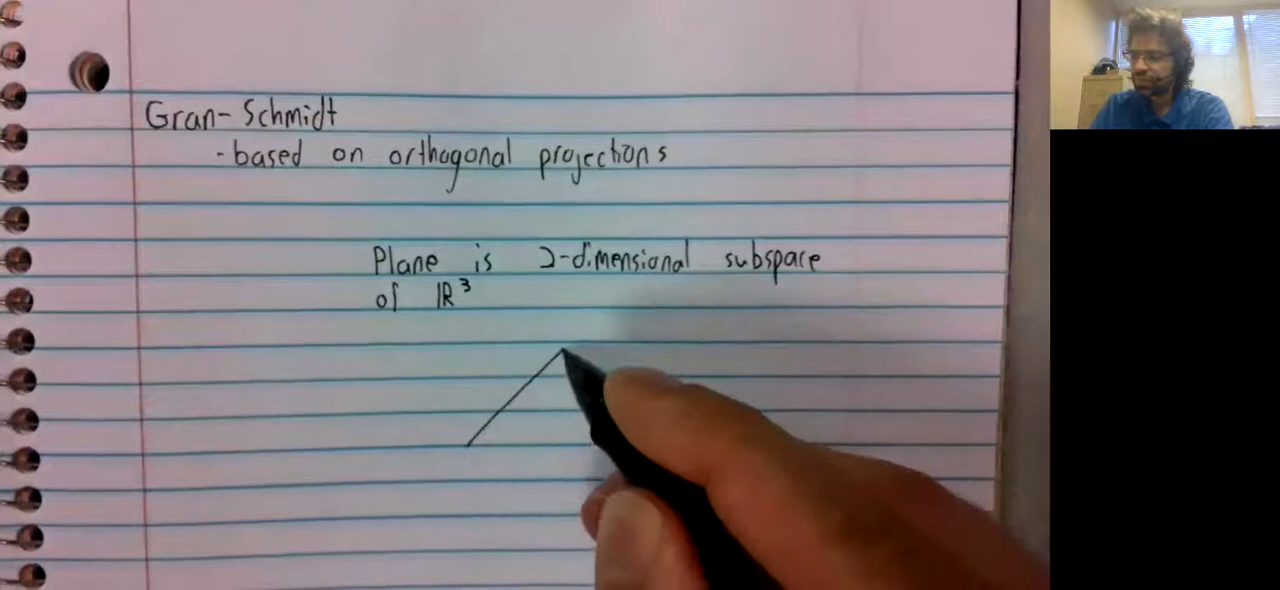 Gran-Schmidt
-based on orthogonal projections
Plane is 2-dimensional subspace
of ℝ³